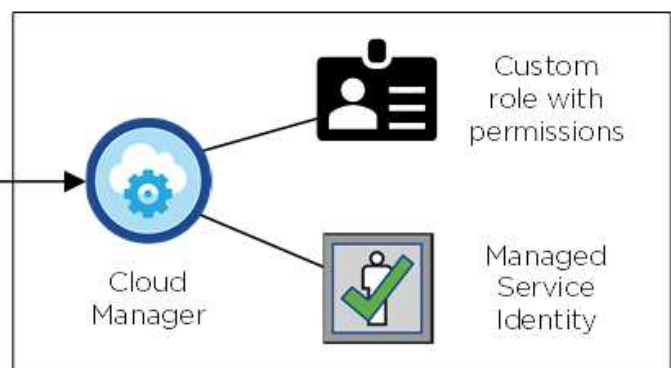 Custom
role with
permissions
Cloud
Manager
Managed
Service
Identity